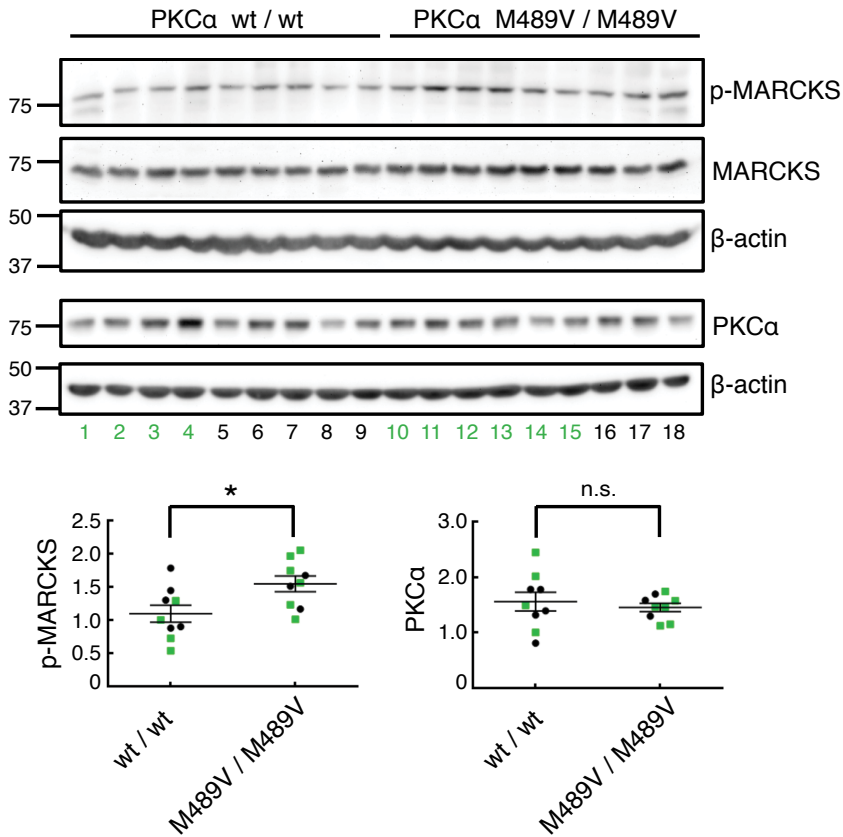 PKCα wt / wt PKCα M489V / M489V
p-MARCKS
75
75
MARCKS
50
β-actin
37
75
PKCα
50
β-actin
37
1 2 3 4 5 6 7 8 9 10 11 12 13 14 15 16 17 18
*
n.s.
p-MARCKS
2.5
2.0
1.5
1.0
0.5
0
wt / wt
M489V / M489V
PKCα
3.0
2.0
1.0
0
wt / wt
M489V / M489V